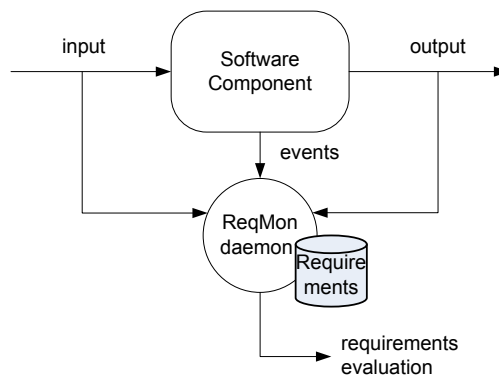 input
Software
Component
output
events
ReqMon
daemon
Require
ments
requirements
evaluation